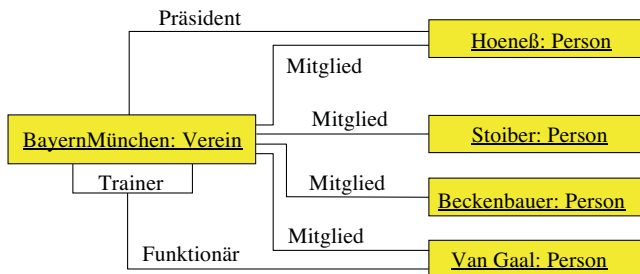 Präsident
Hoeneß: Person
Mitglied
Mitglied
Stoiber: Person
BayernMünchen: Verein
Trainer
Mitglied
Beckenbauer: Person
Mitglied
Funktionär
Van Gaal: Person